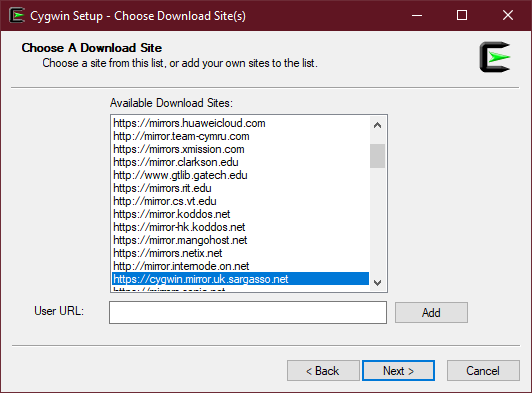 Cygwin Setup - Choose Download Site(s)
Choose A Download Site
Choose a site from this list, or add your own sites to the list.
Available Download Sites:
https://mirrors.huaweicloud.com
http://mirror.team-cymru.com
https://mirrors.xmission.com
https://mirror.clarkson.edu
http://www.gtlib.gatech.edu
https://mirrors.rit.edu
http://mirror.cs.vt.edu
https://mirror.koddos.net
https://mirror-hk.koddos.net
https://mirror.mangohost.net
https://mirrors.netix.net
http://mirror.internode.on.net
https://cygwin.mirror.uk.sargasso.net
https://mirrors.sonic.net
User URL:
Add
< Back
Next >
Cancel